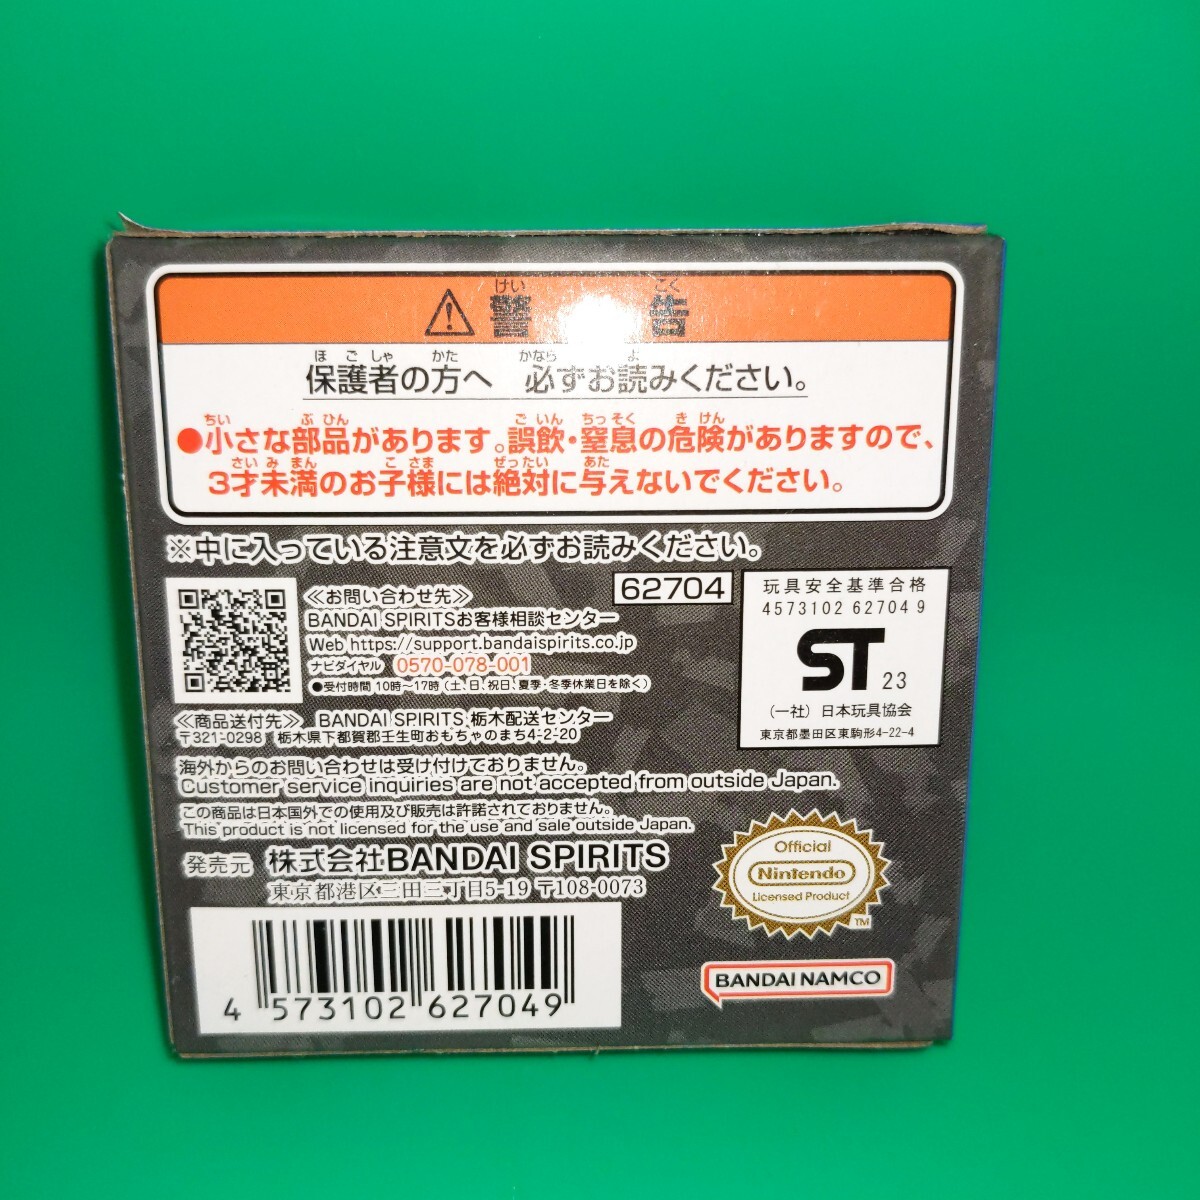 けい こく
警告
ほごしゃ かた かなら よ
保護者の方へ 必ずお読みください。
ちい ぶひん ごいん ちっそく きけん
●小さな部品があります。誤飲・窒息の危険がありますので、
さいみまん こさま ぜったい あた
3才未満のお子様には絶対に与えないでください。
※中に入っている注意文を必ずお読みください。
≪お問い合わせ先≫
BANDAI SPIRITSお客様相談センター
Web https://support.bandaispirits.co.jp
ナビダイヤル 0570-078-001
●受付時間 10時〜17時 (土、日、祝日、夏季・冬季休業日を除く)
62704
玩具安全基準合格
4573102 62704 9
ST 23
(一社) 日本玩具協会
東京都墨田区東駒形4-22-4
≪商品送付先≫ BANDAI SPIRITS 栃木配送センター
〒321-0298 栃木県下都賀郡壬生町おもちゃのまち4-2-20
海外からのお問い合わせは受け付けておりません。
Customer service inquiries are not accepted from outside Japan.
この商品は日本国外での使用及び販売は許諾されておりません。
This product is not licensed for the use and sale outside Japan.
発売元 株式会社BANDAI SPIRITS
東京都港区三田三丁目5-19 〒108-0073
Official
Nintendo
Licensed Product
TM
BANDAI NAMCO
4 573102 627049